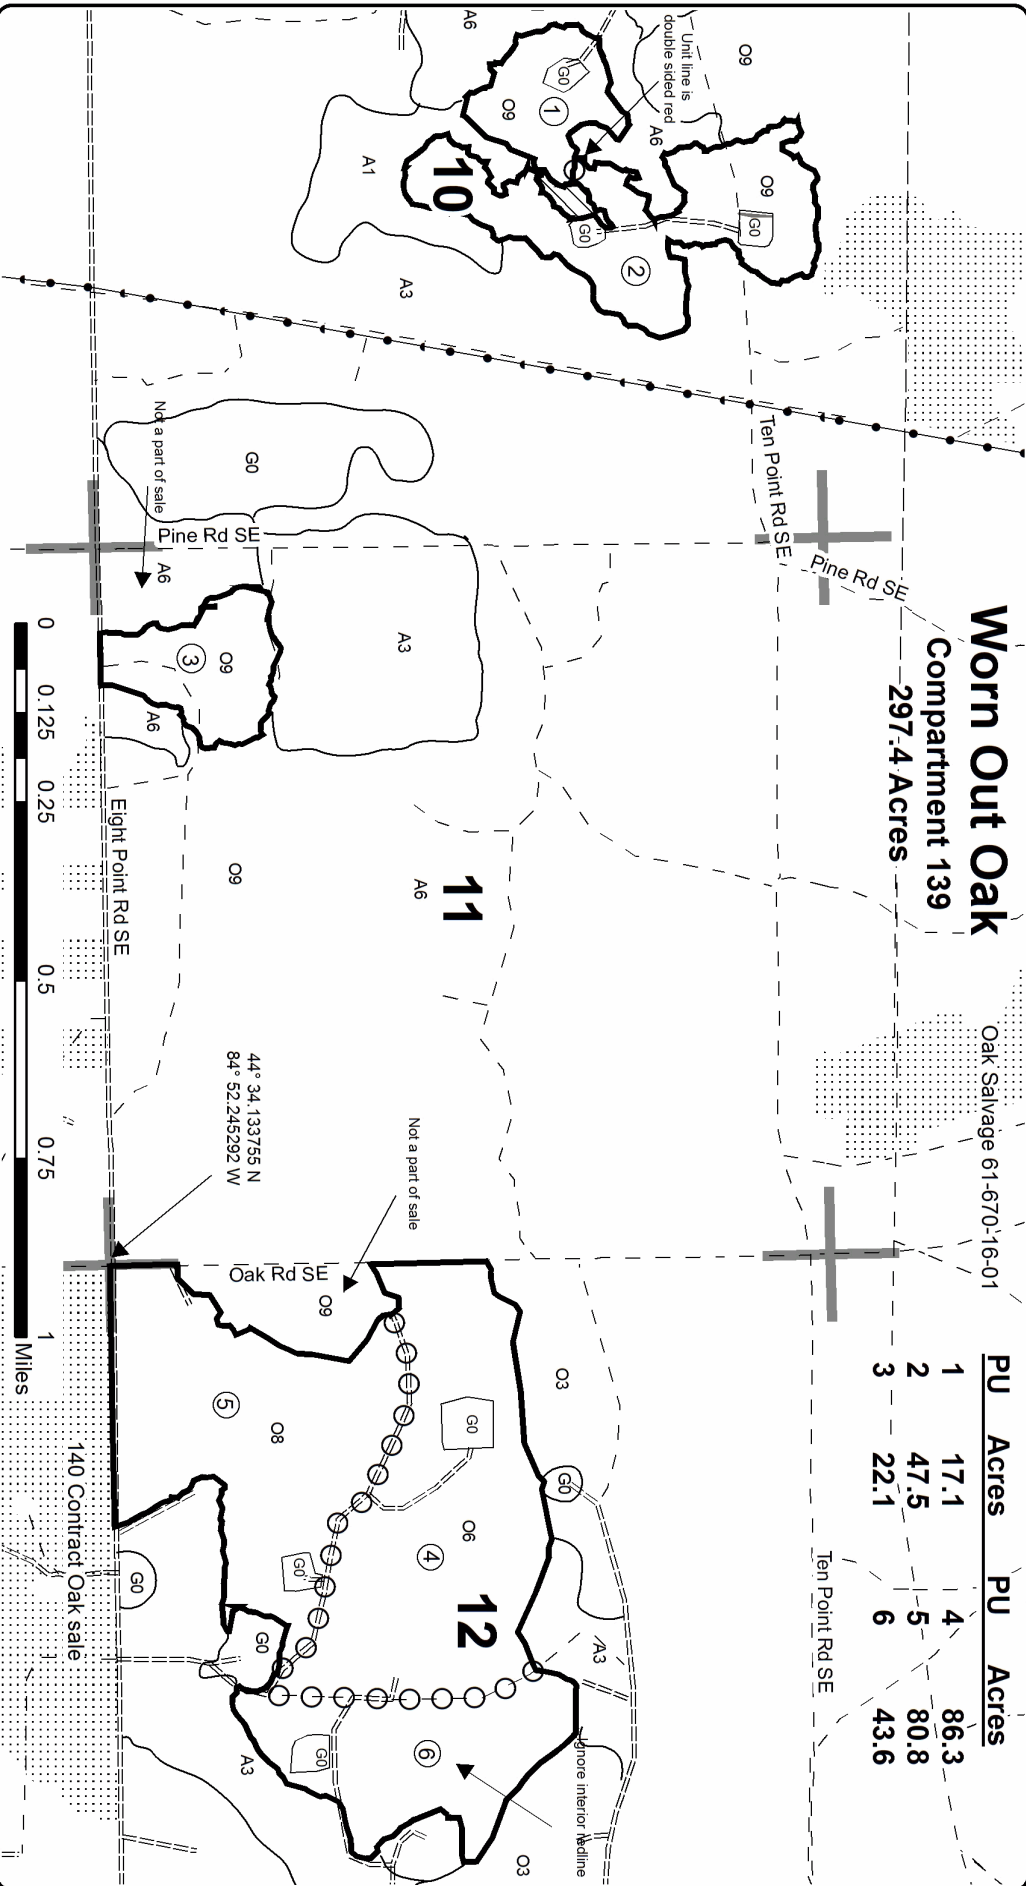 Worn Out Oak
Compartment 139
297.4 Acres
Oak Salvage 61-670-16-01
PU Acres PU Acres
1 17.1 4 86.3
2 47.5 5 80.8
3 22.1 6 43.6
A6
O9
Unit line is
double sided red
G0
1
O9
A6
O9
G0
10
A1
G0
2
A3
Ten Point Rd SE
Pine Rd SE
Not a part of sale
G0
Pine Rd SE
A6
A3
3
O9
A6
11
A6
O9
Eight Point Rd SE
44° 34.133755 N
84° 52.245292 W
Not a part of sale
Oak Rd SE
O9
O3
5
O8
G0
G0
O6
4
12
G0
G0
G0
A3
Ten Point Rd SE
6
G0
A3
Ignore interior redline
O3
140 Contract Oak sale
0 0.125 0.25 0.5 0.75 1
Miles